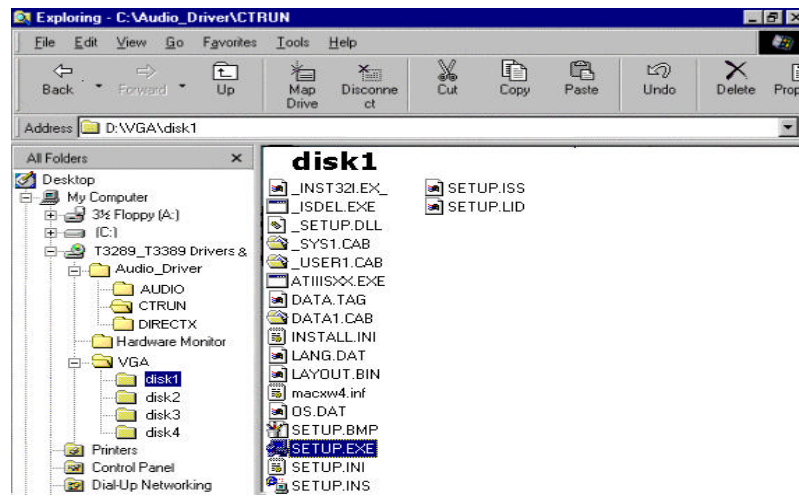 Exploring - C:\Audio_Driver\CTRUN
File Edit View Go Favorites Tools Help
Back Forward Up Map Drive Disconne ct Cut Copy Paste Undo Delete Prop
Address D:\VGA\disk1
All Folders
Desktop
My Computer
3½ Floppy (A:)
(C:)
T3289_T3389 Drivers &
Audio_Driver
AUDIO
CTRUN
DIRECTX
Hardware Monitor
VGA
disk1
disk2
disk3
disk4
Printers
Control Panel
Dial-Up Networking
disk1
_INST32I.EX_
_ISDEL.EXE
_SETUP.DLL
_SYS1.CAB
_USER1.CAB
ATIIISXX.EXE
DATA.TAG
DATA1.CAB
INSTALL.INI
LANG.DAT
LAYOUT.BIN
macxw4.inf
OS.DAT
SETUP.BMP
SETUP.EXE
SETUP.INI
SETUP.INS
SETUP.ISS
SETUP.LID